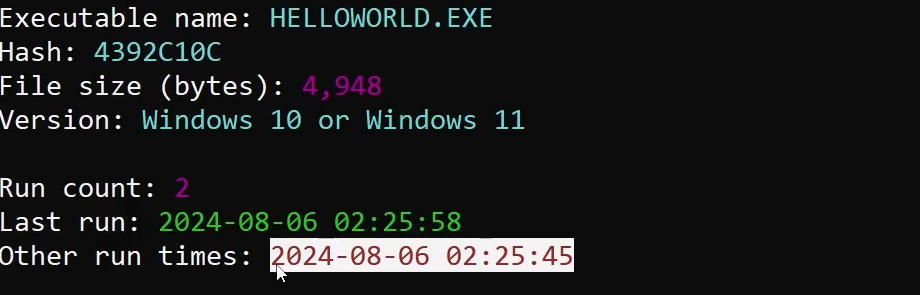 Executable name: HELLOWORLD.EXE
Hash: 4392C10C
File size (bytes): 4,948
Version: Windows 10 or Windows 11
Run count: 2
Last run: 2024-08-06 02:25:58
Other run times: 2024-08-06 02:25:45